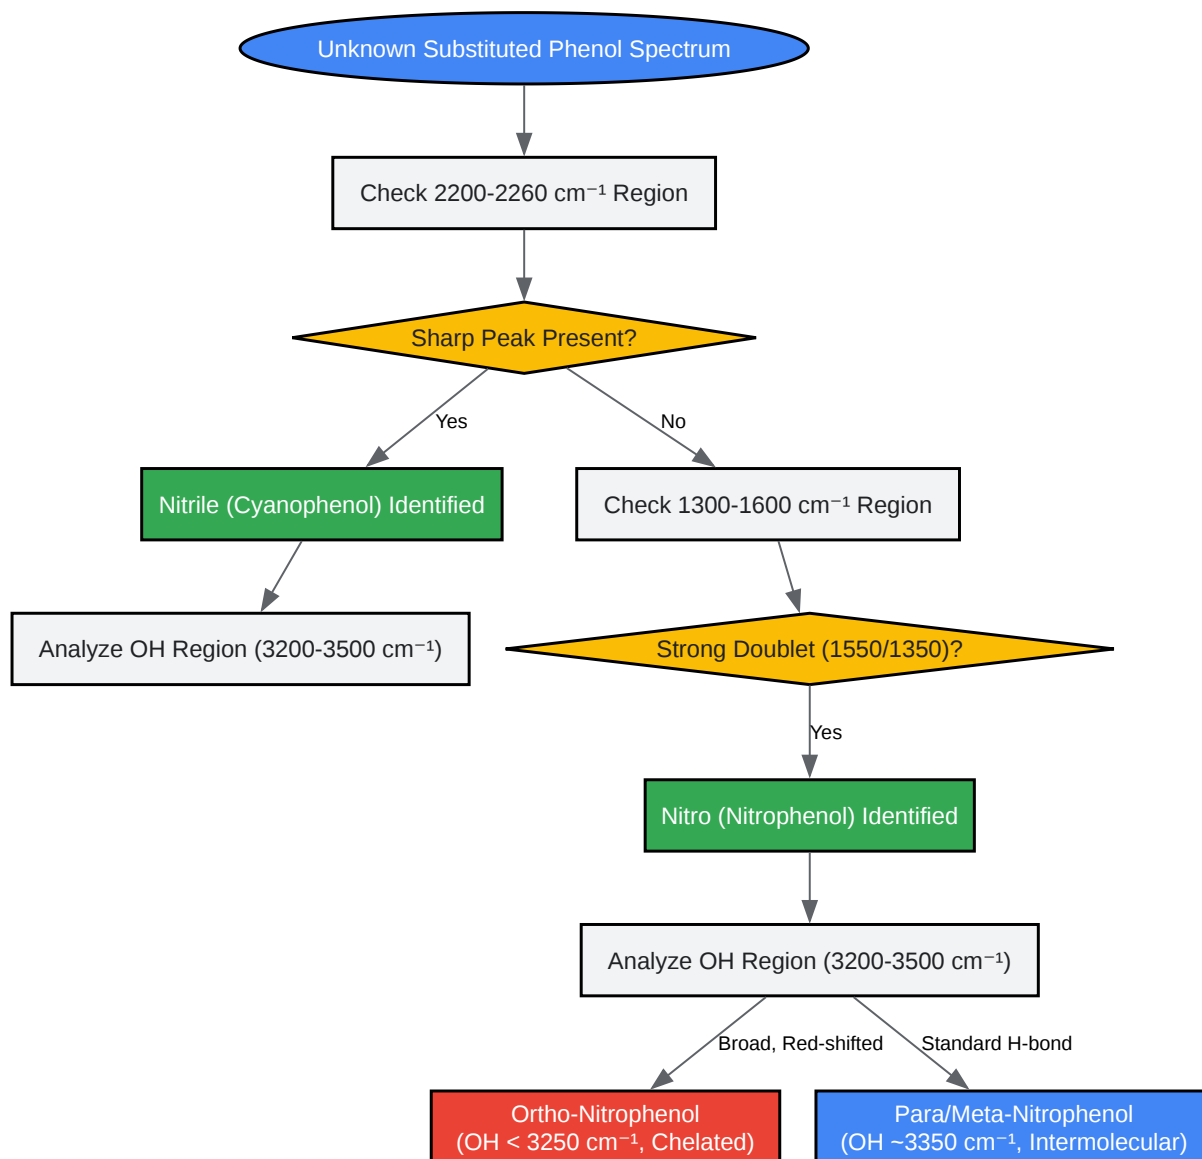 Unknown Substituted Phenol Spectrum
Check 2200-2260 cm⁻¹ Region
Sharp Peak Present?
Yes
No
Nitrile (Cyanophenol) Identified
Check 1300-1600 cm⁻¹ Region
Analyze OH Region (3200-3500 cm⁻¹)
Strong Doublet (1550/1350)?
Yes
Nitro (Nitrophenol) Identified
Analyze OH Region (3200-3500 cm⁻¹)
Broad, Red-shifted
Standard H-bond
Ortho-Nitrophenol
(OH < 3250 cm⁻¹, Chelated)
Para/Meta-Nitrophenol
(OH ~3350 cm⁻¹, Intermolecular)